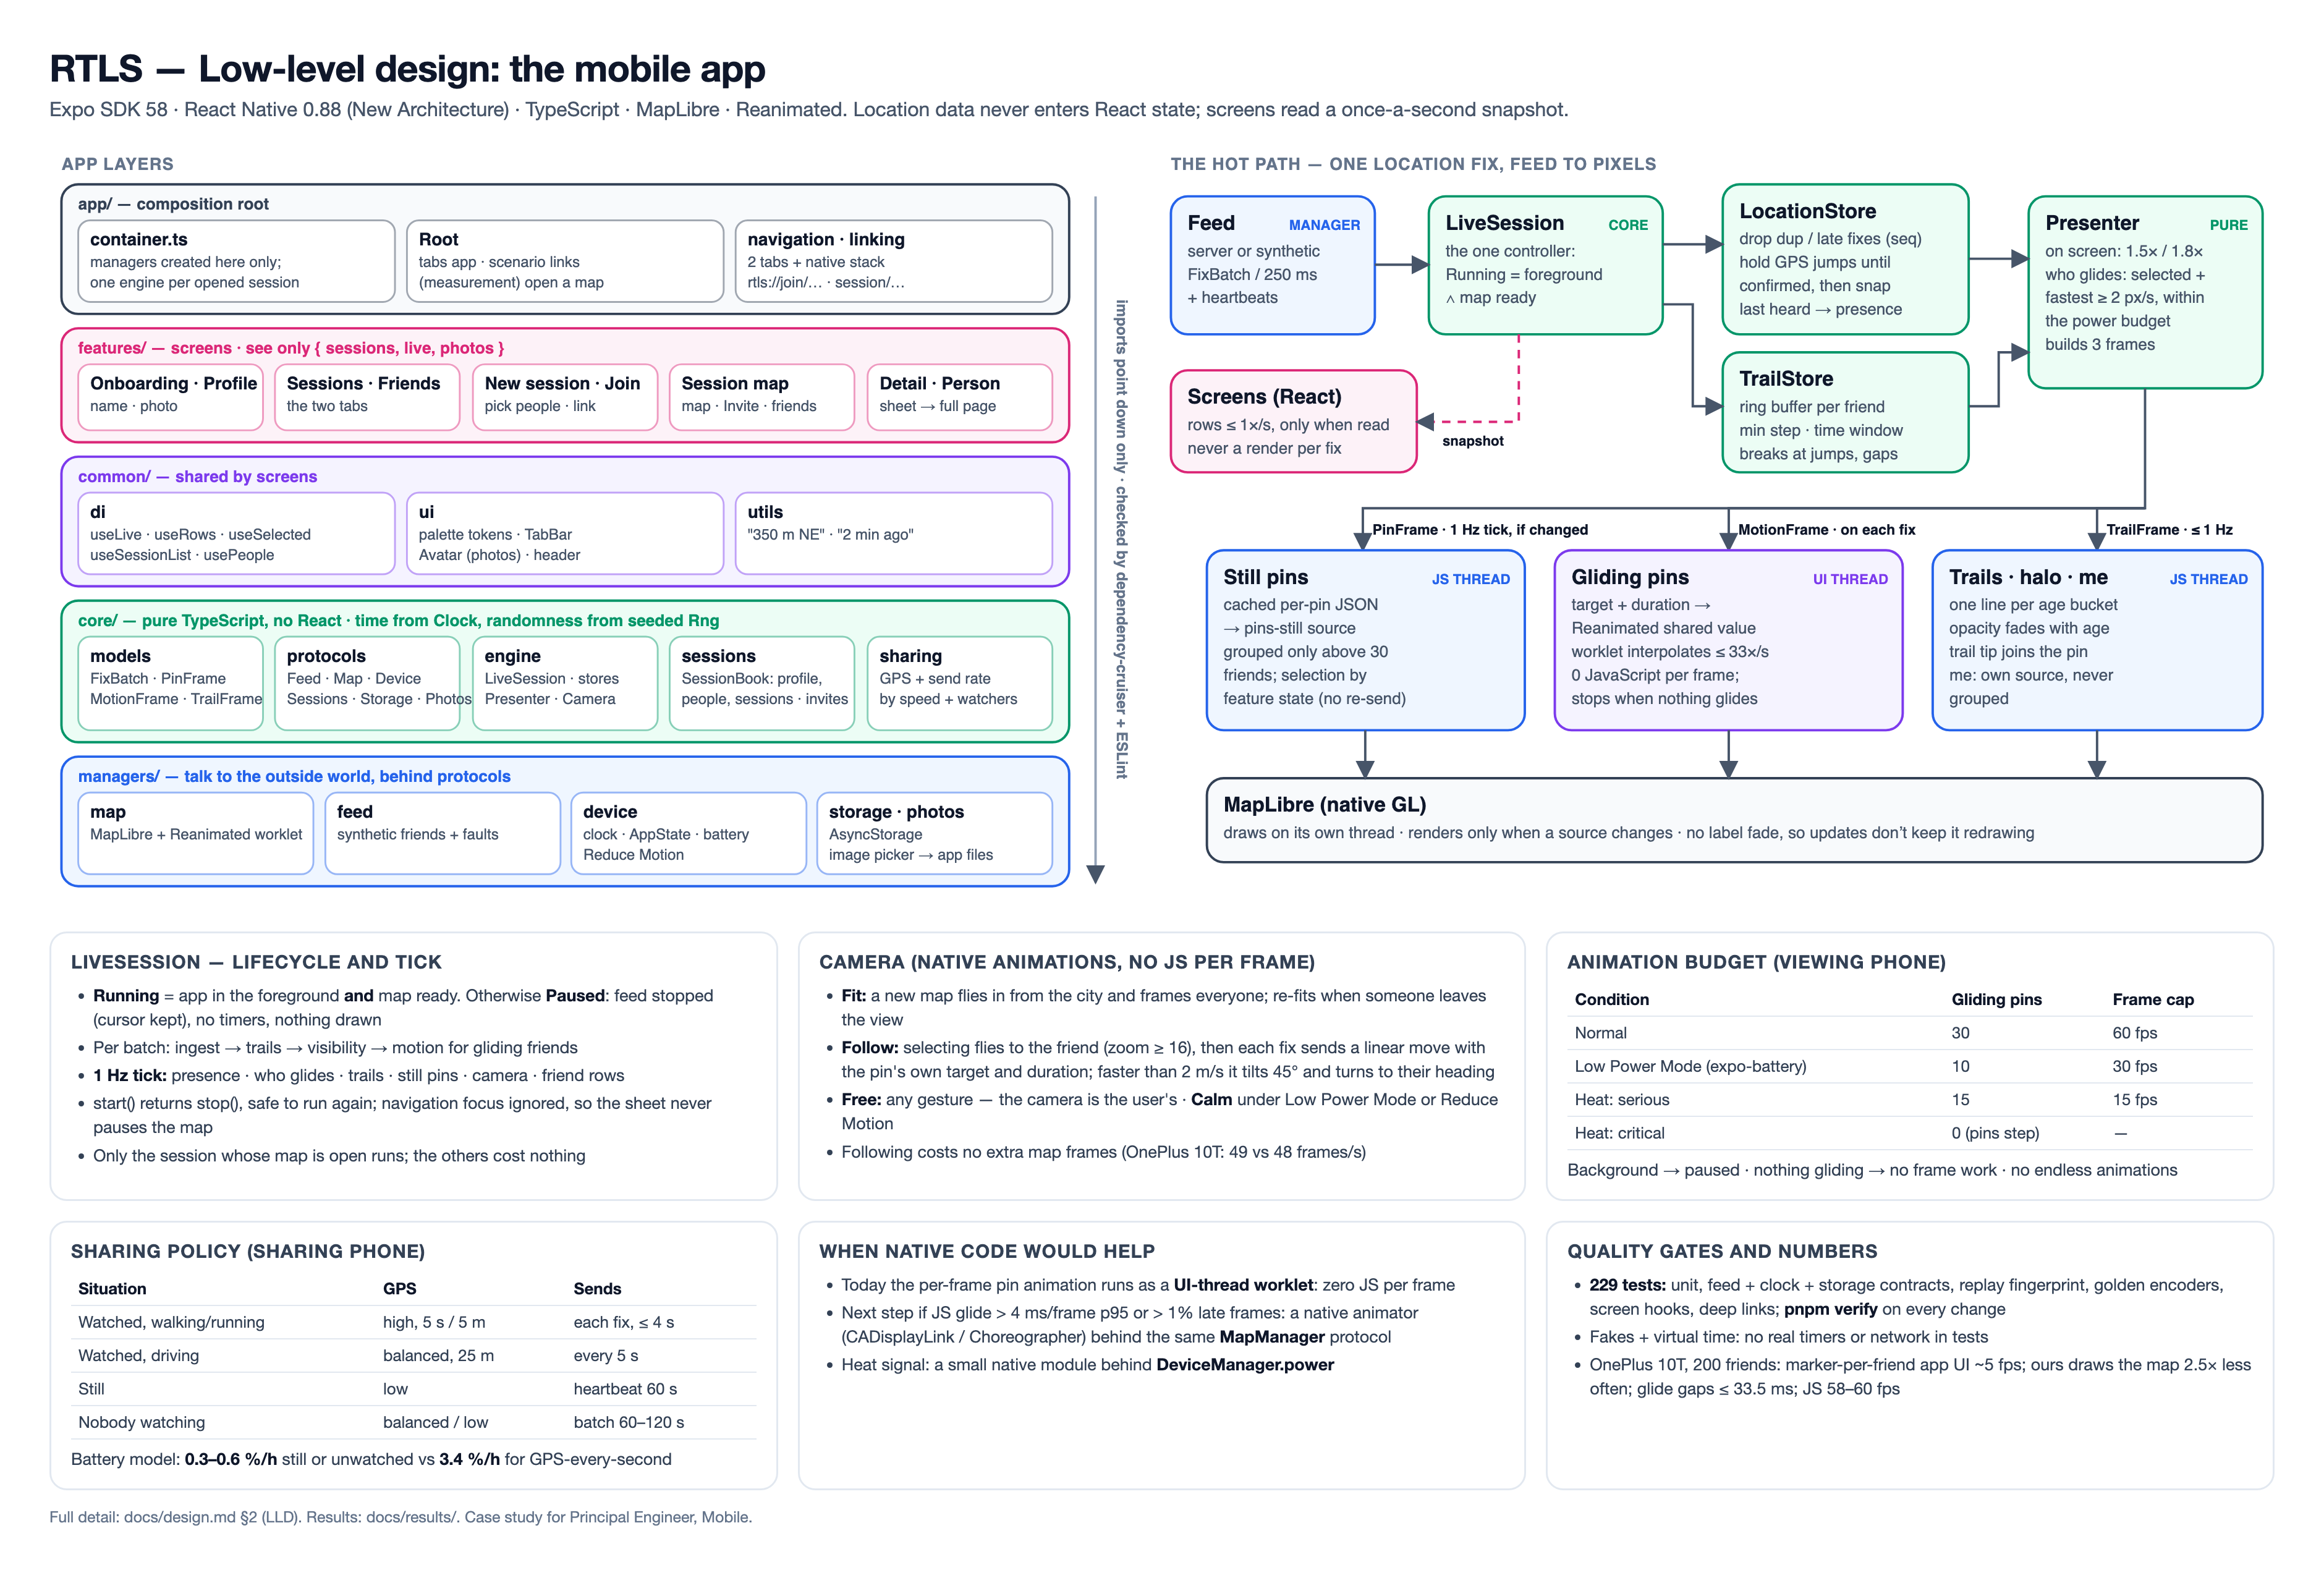 RTLS — Low-level design: the mobile app
Expo SDK 58 · React Native 0.88 (New Architecture) · TypeScript · MapLibre · Reanimated. Location data never enters React state; screens read a once-a-second snapshot.
APP LAYERS
app/ — composition root
container.ts
managers created here only;
one engine per opened session
Root
tabs app · scenario links
(measurement) open a map
navigation · linking
2 tabs + native stack
rtls://join/… · session/…
features/ — screens · see only { sessions, live, photos }
Onboarding · Profile
name · photo
Sessions · Friends
the two tabs
New session · Join
pick people · link
Session map
map · Invite · friends
Detail · Person
sheet → full page
common/ — shared by screens
di
useLive · useRows · useSelected
useSessionList · usePeople
ui
palette tokens · TabBar
Avatar (photos) · header
utils
"350 m NE" · "2 min ago"
core/ — pure TypeScript, no React · time from Clock, randomness from seeded Rng
models
FixBatch · PinFrame
MotionFrame · TrailFrame
protocols
Feed · Map · Device
Sessions · Storage · Photos
engine
LiveSession · stores
Presenter · Camera
sessions
SessionBook: profile,
people, sessions · invites
sharing
GPS + send rate
by speed + watchers
managers/ — talk to the outside world, behind protocols
map
MapLibre + Reanimated worklet
feed
synthetic friends + faults
device
clock · AppState · battery
Reduce Motion
storage · photos
AsyncStorage
image picker → app files
imports point down only · checked by dependency-cruiser + ESLint
THE HOT PATH — ONE LOCATION FIX, FEED TO PIXELS
Feed MANAGER
server or synthetic
FixBatch / 250 ms
+ heartbeats
LiveSession CORE
the one controller:
Running = foreground
∧ map ready
LocationStore
drop dup / late fixes (seq)
hold GPS jumps until
confirmed, then snap
last heard → presence
Presenter PURE
on screen: 1.5× / 1.8×
who glides: selected +
fastest ≥ 2 px/s, within
the power budget
builds 3 frames
Screens (React)
rows ≤ 1×/s, only when read
never a render per fix
snapshot
TrailStore
ring buffer per friend
min step · time window
breaks at jumps, gaps
PinFrame · 1 Hz tick, if changed
MotionFrame · on each fix
TrailFrame · ≤ 1 Hz
Still pins JS THREAD
cached per-pin JSON
→ pins-still source
grouped only above 30
friends; selection by
feature state (no re-send)
Gliding pins UI THREAD
target + duration →
Reanimated shared value
worklet interpolates ≤ 33×/s
0 JavaScript per frame;
stops when nothing glides
Trails · halo · me JS THREAD
one line per age bucket
opacity fades with age
trail tip joins the pin
me: own source, never
grouped
MapLibre (native GL)
draws on its own thread · renders only when a source changes · no label fade, so updates don’t keep it redrawing
LIVESESSION — LIFECYCLE AND TICK
• Running = app in the foreground and map ready. Otherwise Paused: feed stopped
(cursor kept), no timers, nothing drawn
• Per batch: ingest → trails → visibility → motion for gliding friends
• 1 Hz tick: presence · who glides · trails · still pins · camera · friend rows
• start() returns stop(), safe to run again; navigation focus ignored, so the sheet never
pauses the map
• Only the session whose map is open runs; the others cost nothing
CAMERA (NATIVE ANIMATIONS, NO JS PER FRAME)
• Fit: a new map flies in from the city and frames everyone; re-fits when someone leaves
the view
• Follow: selecting flies to the friend (zoom ≥ 16), then each fix sends a linear move with
the pin's own target and duration; faster than 2 m/s it tilts 45° and turns to their heading
• Free: any gesture — the camera is the user's · Calm under Low Power Mode or Reduce
Motion
• Following costs no extra map frames (OnePlus 10T: 49 vs 48 frames/s)
ANIMATION BUDGET (VIEWING PHONE)
Condition Gliding pins Frame cap
Normal 30 60 fps
Low Power Mode (expo-battery) 10 30 fps
Heat: serious 15 15 fps
Heat: critical 0 (pins step) —
Background → paused · nothing gliding → no frame work · no endless animations
SHARING POLICY (SHARING PHONE)
Situation GPS Sends
Watched, walking/running high, 5 s / 5 m each fix, ≤ 4 s
Watched, driving balanced, 25 m every 5 s
Still low heartbeat 60 s
Nobody watching balanced / low batch 60–120 s
Battery model: 0.3–0.6 %/h still or unwatched vs 3.4 %/h for GPS-every-second
WHEN NATIVE CODE WOULD HELP
• Today the per-frame pin animation runs as a UI-thread worklet: zero JS per frame
• Next step if JS glide > 4 ms/frame p95 or > 1% late frames: a native animator
(CADisplayLink / Choreographer) behind the same MapManager protocol
• Heat signal: a small native module behind DeviceManager.power
QUALITY GATES AND NUMBERS
• 229 tests: unit, feed + clock + storage contracts, replay fingerprint, golden encoders,
screen hooks, deep links; pnpm verify on every change
• Fakes + virtual time: no real timers or network in tests
• OnePlus 10T, 200 friends: marker-per-friend app UI ~5 fps; ours draws the map 2.5× less
often; glide gaps ≤ 33.5 ms; JS 58–60 fps
Full detail: docs/design.md §2 (LLD). Results: docs/results/. Case study for Principal Engineer, Mobile.